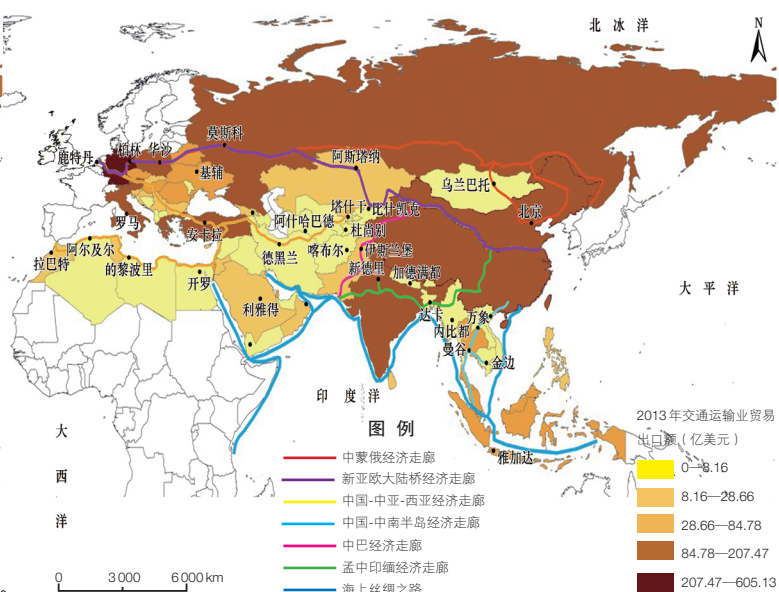 北冰洋
N
莫斯科
鹿特丹
柏林 华沙
阿斯塔纳
基辅
乌兰巴托
塔什干 比什凯克
北京
罗马
阿什哈巴德
杜尚别
安卡拉
阿尔及尔
德黑兰
喀布尔 伊斯兰堡
拉巴特
的黎波里
新德里
加德满都
开罗
太平洋
利雅得
达卡
万象
内比都
曼谷
金边
印度洋
雅加达
大西洋
图例
中蒙俄经济走廊
新亚欧大陆桥经济走廊
中国-中亚-西亚经济走廊
中国-中南半岛经济走廊
中巴经济走廊
孟中印缅经济走廊
海上丝绸之路
2013年交通运输业贸易
出口额(亿美元)
0—8.16
8.16—28.66
28.66—84.78
84.78—207.47
207.47—605.13
0 3 000 6 000 km